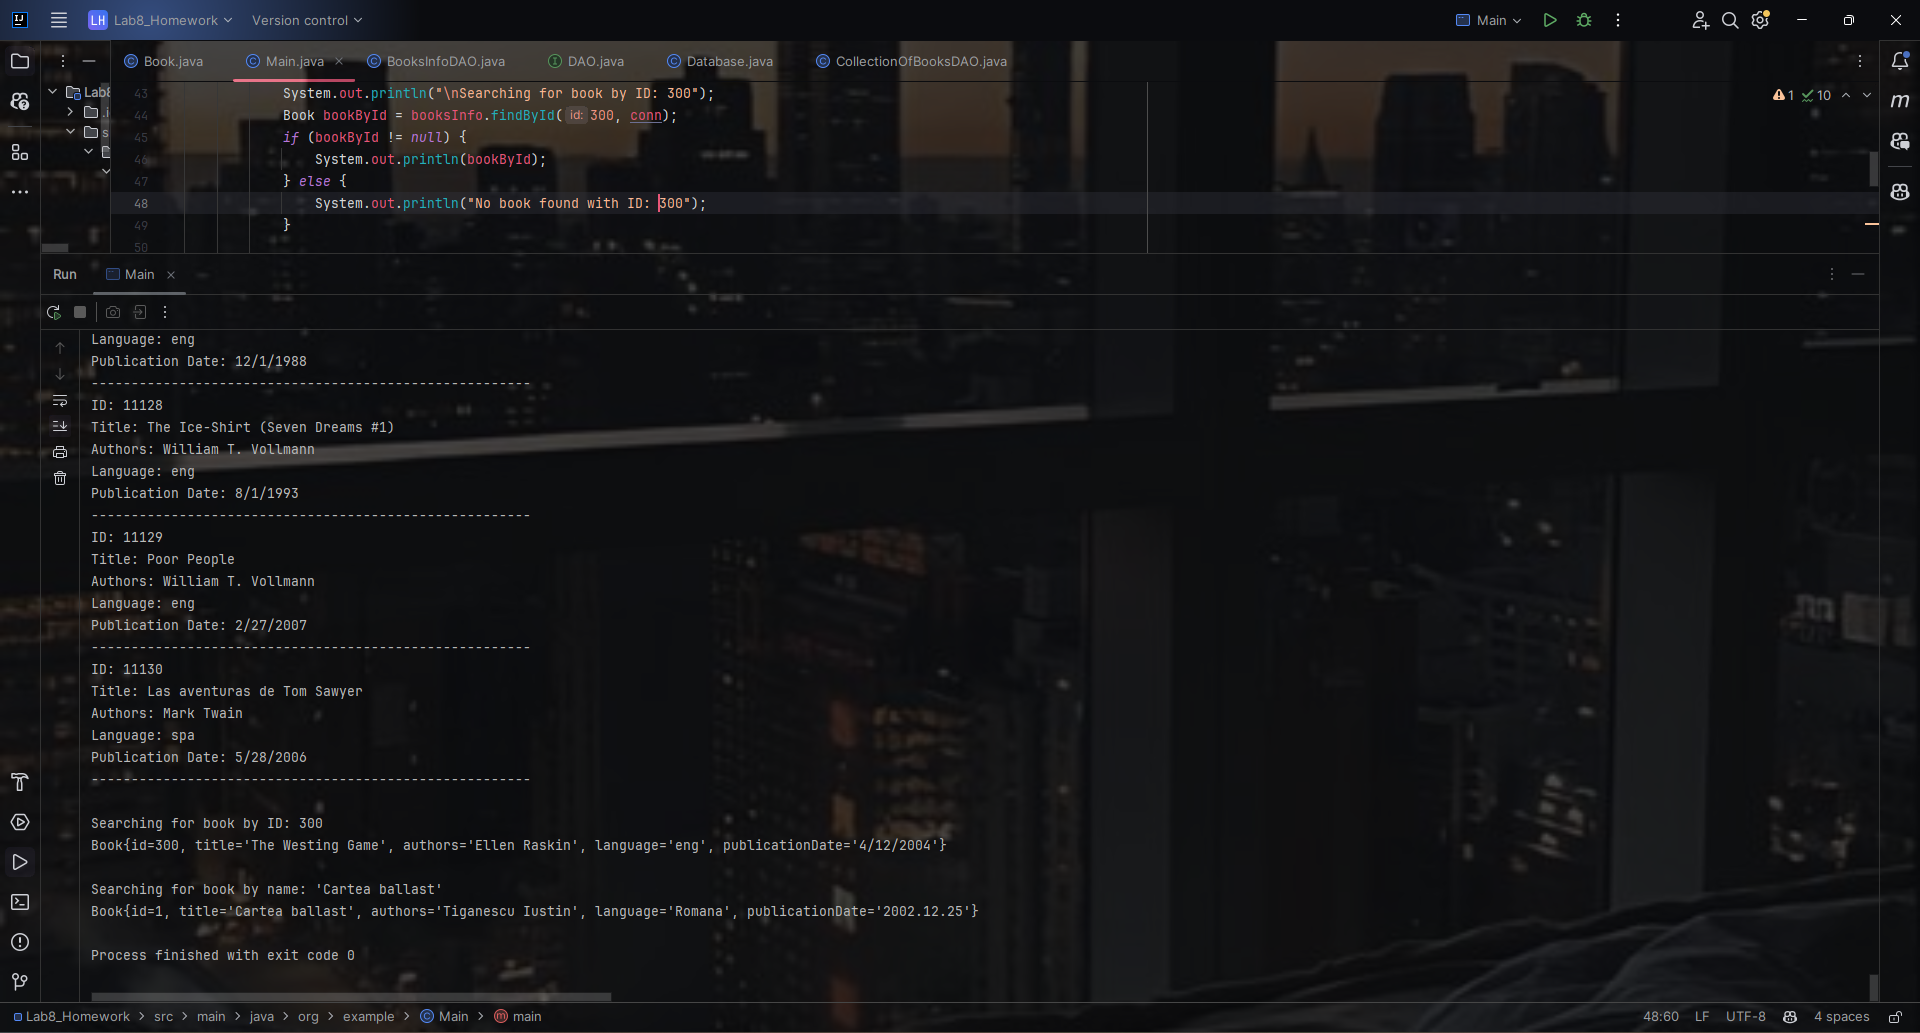 LH Lab8_Homework Version control Main
Book.java Main.java BooksInfoDAO.java DAO.java Database.java CollectionOfBooksDAO.java
Lab8
43 System.out.println("\nSearching for book by ID: 300");
1 10
44 Book bookById = booksInfo.findById( id: 300, conn);
45 if (bookById != null) {
46 System.out.println(bookById);
47 } else {
48 System.out.println("No book found with ID: 300");
49 }
50
Run Main
Language: eng
Publication Date: 12/1/1988
-------------------------------------------------------
ID: 11128
Title: The Ice-Shirt (Seven Dreams #1)
Authors: William T. Vollmann
Language: eng
Publication Date: 8/1/1993
-------------------------------------------------------
ID: 11129
Title: Poor People
Authors: William T. Vollmann
Language: eng
Publication Date: 2/27/2007
-------------------------------------------------------
ID: 11130
Title: Las aventuras de Tom Sawyer
Authors: Mark Twain
Language: spa
Publication Date: 5/28/2006
-------------------------------------------------------
Searching for book by ID: 300
Book{id=300, title='The Westing Game', authors='Ellen Raskin', language='eng', publicationDate='4/12/2004'}
Searching for book by name: 'Cartea ballast'
Book{id=1, title='Cartea ballast', authors='Tiganescu Iustin', language='Romana', publicationDate='2002.12.25'}
Process finished with exit code 0
Lab8_Homework > src > main > java > org > example > Main > main 48:60 LF UTF-8 4 spaces